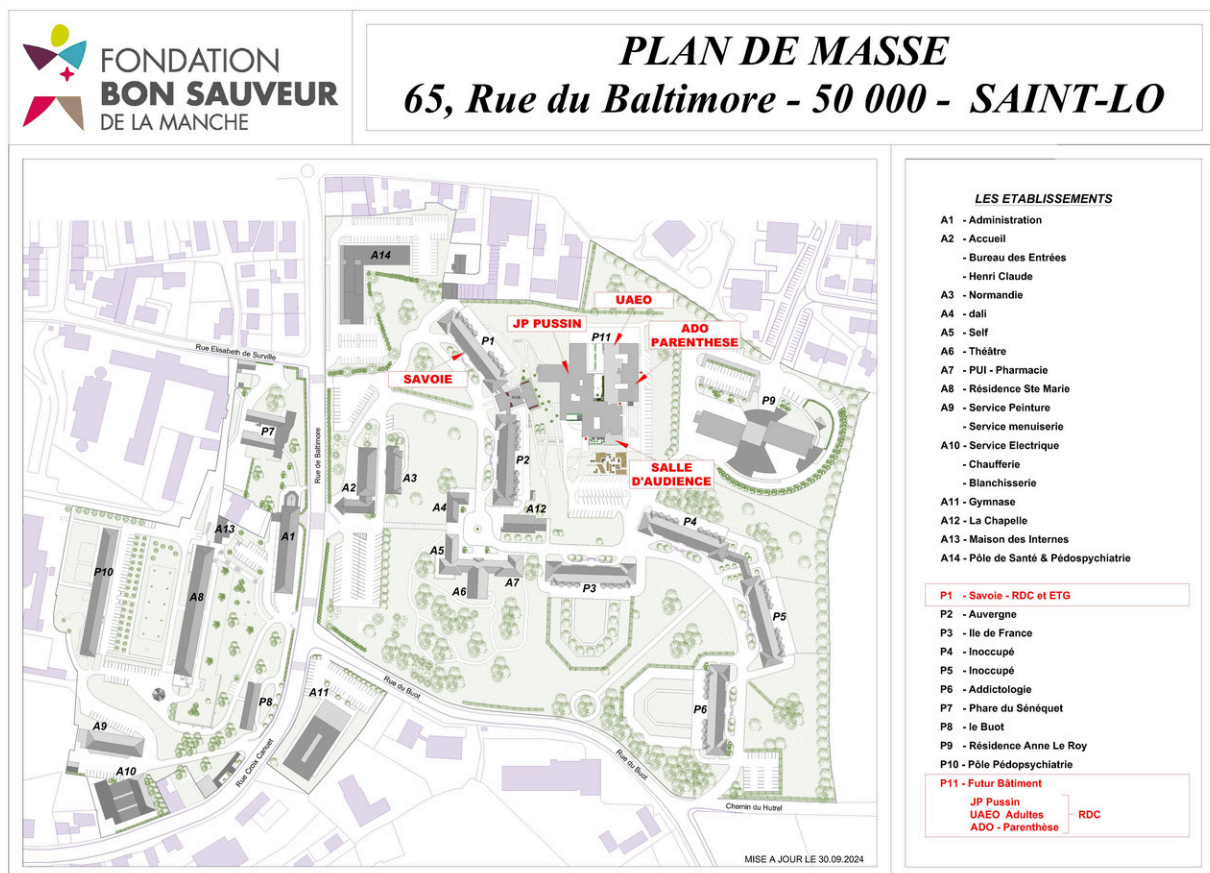 FONDATION
BON SAUVEUR
DE LA MANCHE
PLAN DE MASSE
65, Rue du Baltimore - 50 000 - SAINT-LO
A14
UAEO
JP PUSSIN
P11
ADO
PARENTHESE
P1
Rue Elisabeth de Surville
SAVOIE
P9
P7
Rue de Baltimore
P2
A2
A3
SALLE
D'AUDIENCE
A4
A12
P4
A13
A1
A5
P10
A8
A6
A7
P3
P5
A11
P8
Rue du Buot
P6
A9
Rue Croix Canuet
A10
Rue du Buot
Chemin du Hutrel
MISE A JOUR LE 30.09.2024
LES ETABLISSEMENTS
A1 - Administration
A2 - Accueil
- Bureau des Entrées
- Henri Claude
A3 - Normandie
A4 - dali
A5 - Self
A6 - Théâtre
A7 - PUI - Pharmacie
A8 - Résidence Ste Marie
A9 - Service Peinture
- Service menuiserie
A10 - Service Electrique
- Chaufferie
- Blanchisserie
A11 - Gymnase
A12 - La Chapelle
A13 - Maison des Internes
A14 - Pôle de Santé & Pédospychiatrie
P1 - Savoie - RDC et ETG
P2 - Auvergne
P3 - Ile de France
P4 - Inoccupé
P5 - Inoccupé
P6 - Addictologie
P7 - Phare du Sénéquet
P8 - le Buot
P9 - Résidence Anne Le Roy
P10 - Pôle Pédopsychiatrie
P11 - Futur Bâtiment
JP Pussin
UAEO Adultes
RDC
ADO - Parenthèse